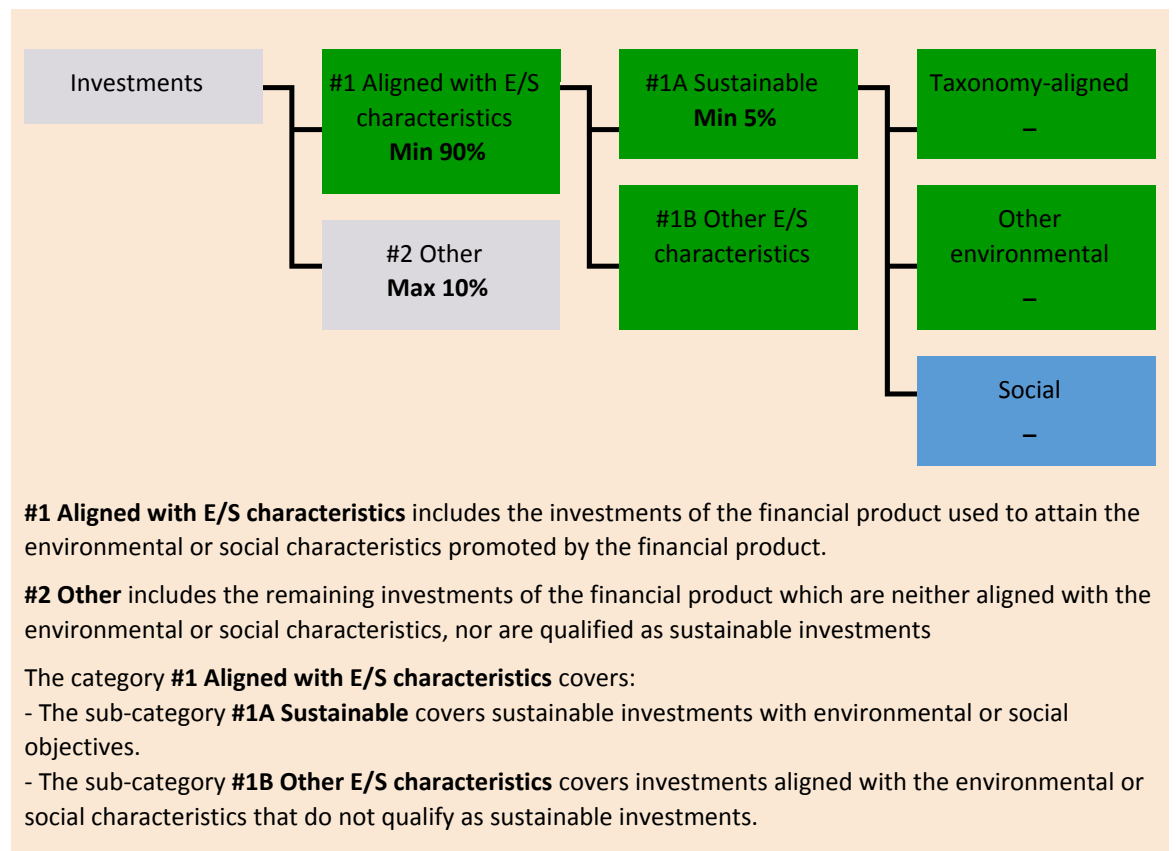 Investments
#1 Aligned with E/S
characteristics
Min 90%
#2 Other
Max 10%
#1A Sustainable
Min 5%
#1B Other E/S
characteristics
Taxonomy-aligned
–
Other
environmental
–
Social
–
#1 Aligned with E/S characteristics includes the investments of the financial product used to attain the
environmental or social characteristics promoted by the financial product.
#2 Other includes the remaining investments of the financial product which are neither aligned with the
environmental or social characteristics, nor are qualified as sustainable investments
The category #1 Aligned with E/S characteristics covers:
- The sub-category #1A Sustainable covers sustainable investments with environmental or social
objectives.
- The sub-category #1B Other E/S characteristics covers investments aligned with the environmental or
social characteristics that do not qualify as sustainable investments.